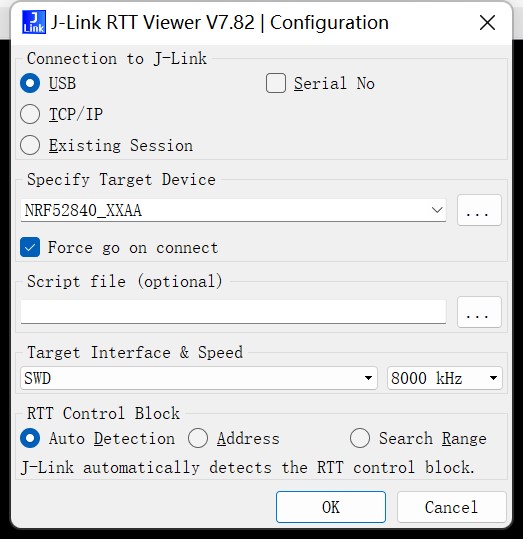 J-Link RTT Viewer V7.82 | Configuration
Connection to J-Link
USB
Serial No
TCP/IP
Existing Session
Specify Target Device
NRF52840_XXAA
...
Force go on connect
Script file (optional)
...
Target Interface & Speed
SWD
8000 kHz
RTT Control Block
Auto Detection
Address
Search Range
J-Link automatically detects the RTT control block.
OK
Cancel